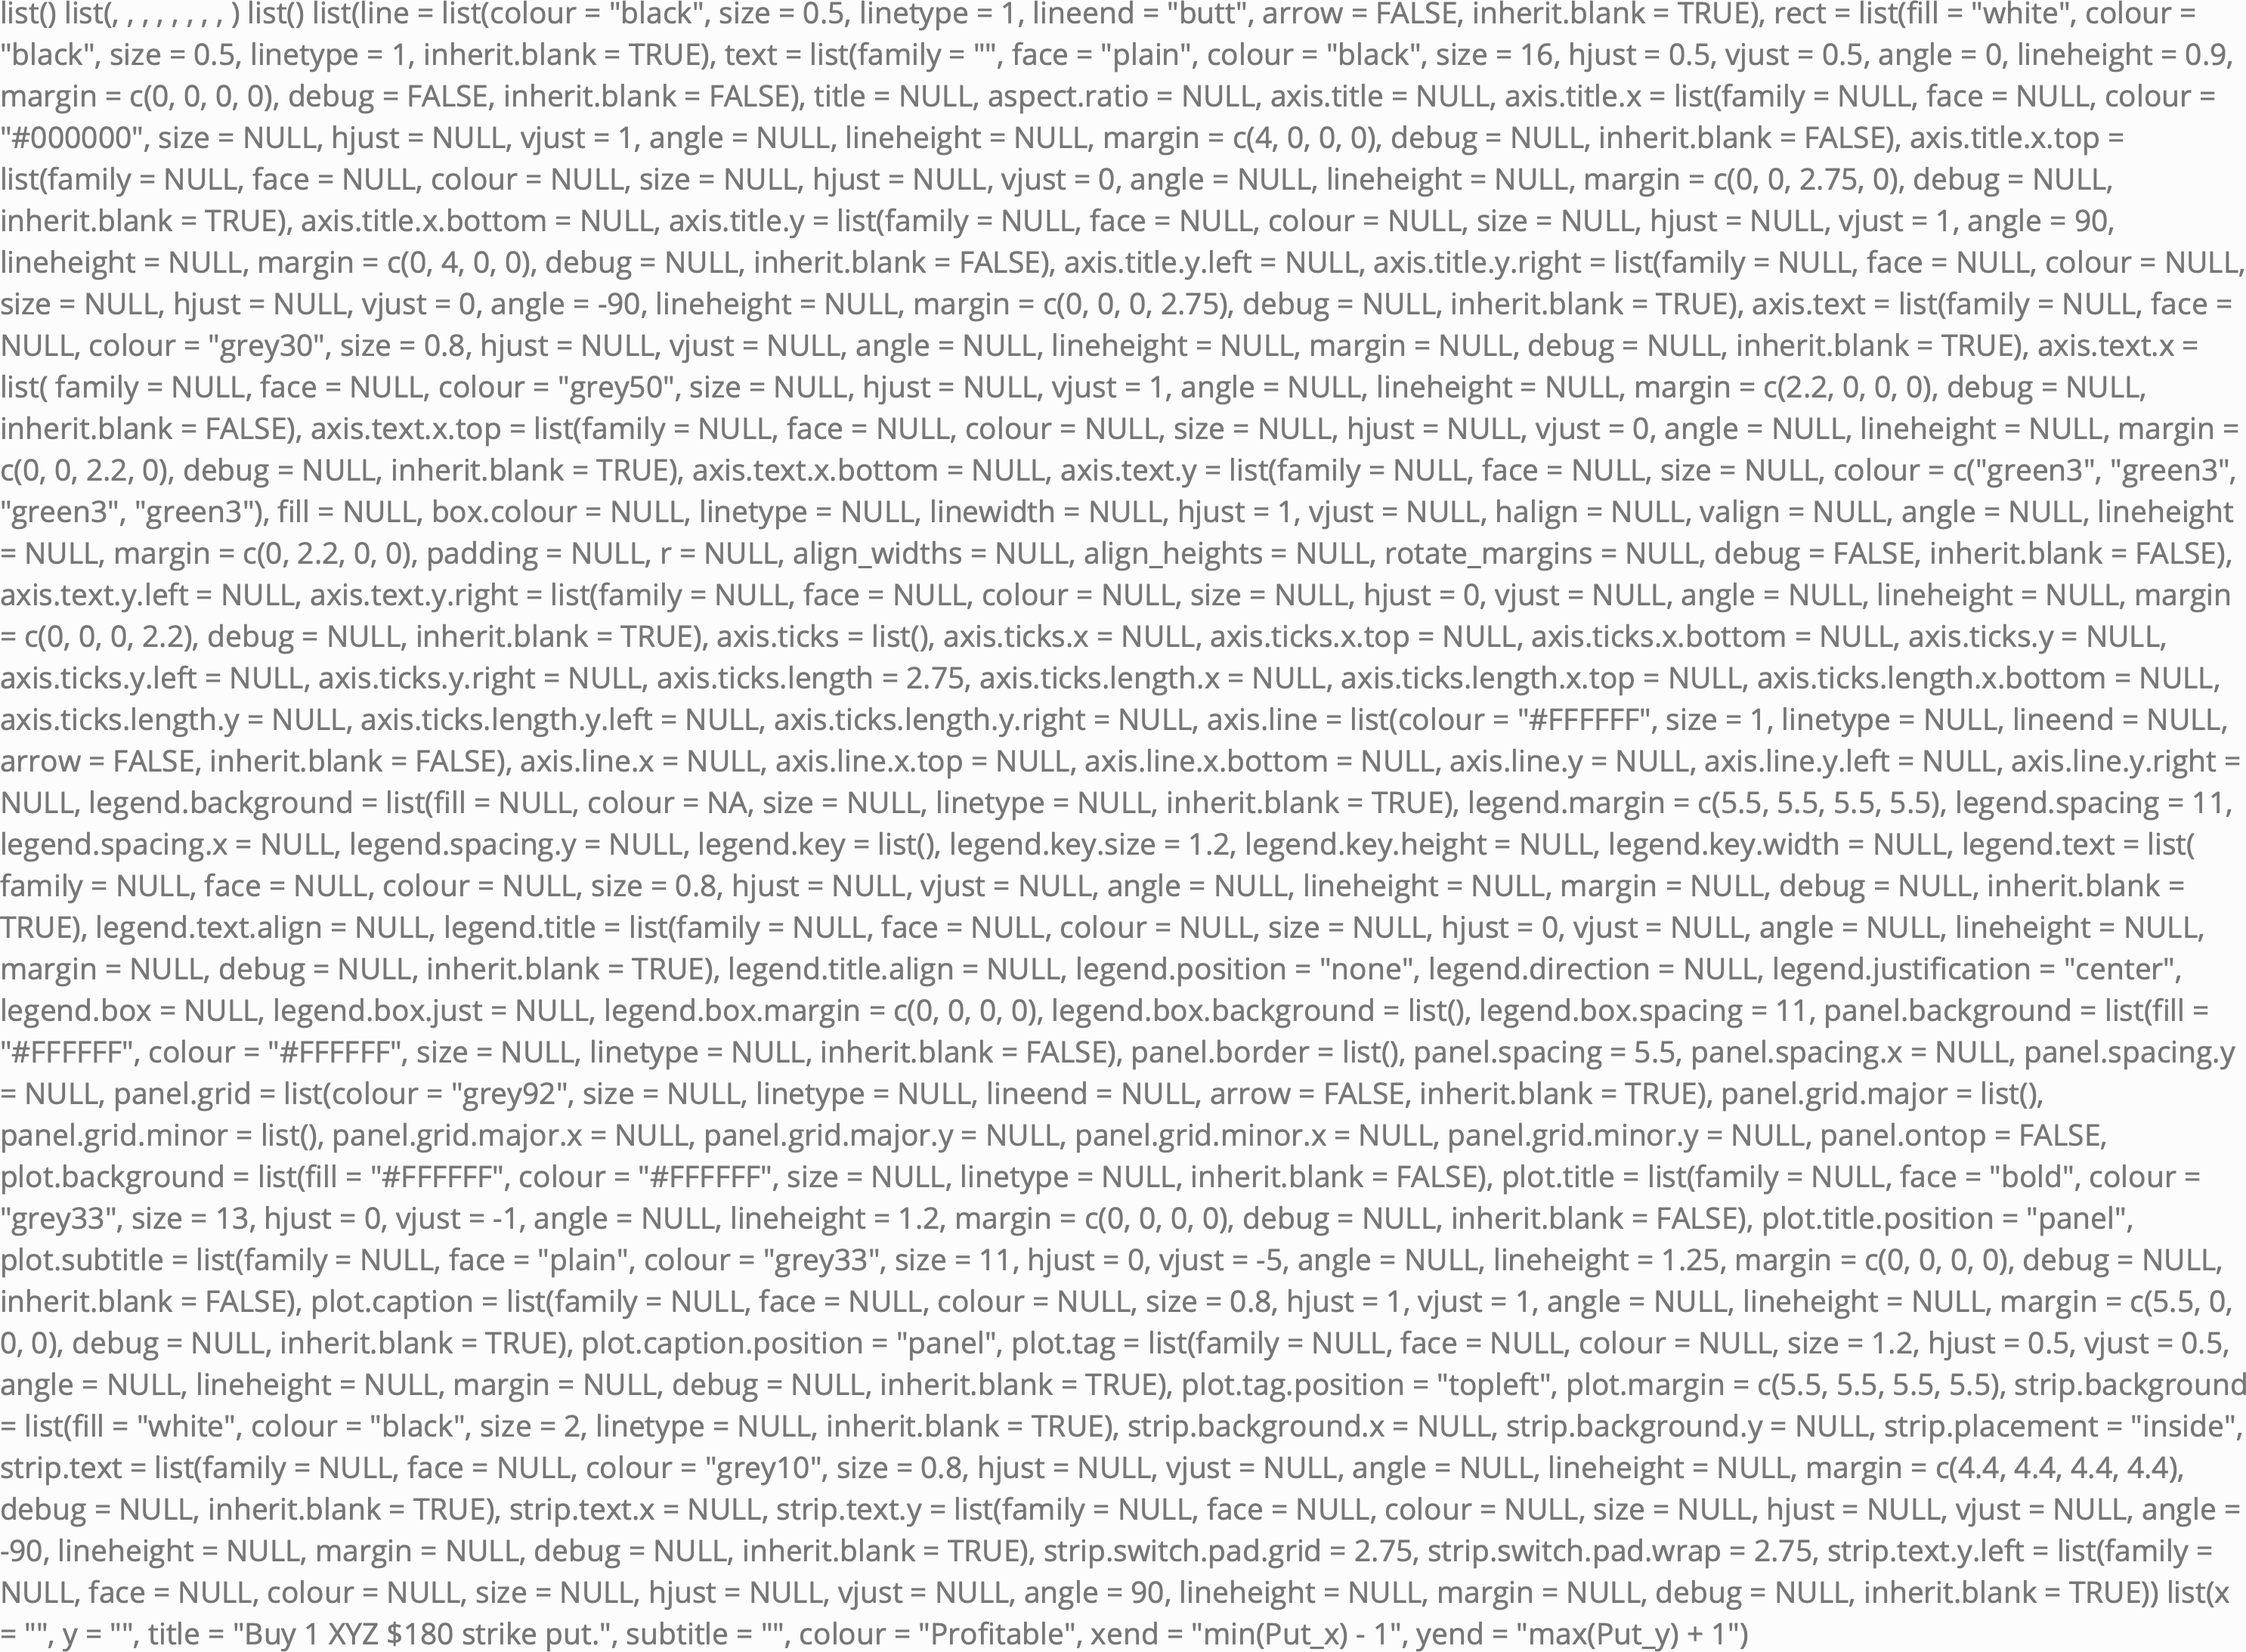 list() list(, , , , , , , , ) list() list(line = list(colour = "black", size = 0.5, linetype = 1, lineend = "butt", arrow = FALSE, inherit.blank = TRUE), rect = list(fill = "white", colour =
"black", size = 0.5, linetype = 1, inherit.blank = TRUE), text = list(family = "", face = "plain", colour = "black", size = 16, hjust = 0.5, vjust = 0.5, angle = 0, lineheight = 0.9,
margin = c(0, 0, 0, 0), debug = FALSE, inherit.blank = FALSE), title = NULL, aspect.ratio = NULL, axis.title = NULL, axis.title.x = list(family = NULL, face = NULL, colour =
"#000000", size = NULL, hjust = NULL, vjust = 1, angle = NULL, lineheight = NULL, margin = c(4, 0, 0, 0), debug = NULL, inherit.blank = FALSE), axis.title.x.top =
list(family = NULL, face = NULL, colour = NULL, size = NULL, hjust = NULL, vjust = 0, angle = NULL, lineheight = NULL, margin = c(0, 0, 2.75, 0), debug = NULL,
inherit.blank = TRUE), axis.title.x.bottom = NULL, axis.title.y = list(family = NULL, face = NULL, colour = NULL, size = NULL, hjust = NULL, vjust = 1, angle = 90,
lineheight = NULL, margin = c(0, 4, 0, 0), debug = NULL, inherit.blank = FALSE), axis.title.y.left = NULL, axis.title.y.right = list(family = NULL, face = NULL, colour = NULL,
size = NULL, hjust = NULL, vjust = 0, angle = -90, lineheight = NULL, margin = c(0, 0, 0, 2.75), debug = NULL, inherit.blank = TRUE), axis.text = list(family = NULL, face =
NULL, colour = "grey30", size = 0.8, hjust = NULL, vjust = NULL, angle = NULL, lineheight = NULL, margin = NULL, debug = NULL, inherit.blank = TRUE), axis.text.x =
list( family = NULL, face = NULL, colour = "grey50", size = NULL, hjust = NULL, vjust = 1, angle = NULL, lineheight = NULL, margin = c(2.2, 0, 0, 0), debug = NULL,
inherit.blank = FALSE), axis.text.x.top = list(family = NULL, face = NULL, colour = NULL, size = NULL, hjust = NULL, vjust = 0, angle = NULL, lineheight = NULL, margin =
c(0, 0, 2.2, 0), debug = NULL, inherit.blank = TRUE), axis.text.x.bottom = NULL, axis.text.y = list(family = NULL, face = NULL, size = NULL, colour = c("green3", "green3",
"green3", "green3"), fill = NULL, box.colour = NULL, linetype = NULL, linewidth = NULL, hjust = 1, vjust = NULL, halign = NULL, valign = NULL, angle = NULL, lineheight
= NULL, margin = c(0, 2.2, 0, 0), padding = NULL, r = NULL, align_widths = NULL, align_heights = NULL, rotate_margins = NULL, debug = FALSE, inherit.blank = FALSE),
axis.text.y.left = NULL, axis.text.y.right = list(family = NULL, face = NULL, colour = NULL, size = NULL, hjust = 0, vjust = NULL, angle = NULL, lineheight = NULL, margin
= c(0, 0, 0, 2.2), debug = NULL, inherit.blank = TRUE), axis.ticks = list(), axis.ticks.x = NULL, axis.ticks.x.top = NULL, axis.ticks.x.bottom = NULL, axis.ticks.y = NULL,
axis.ticks.y.left = NULL, axis.ticks.y.right = NULL, axis.ticks.length = 2.75, axis.ticks.length.x = NULL, axis.ticks.length.x.top = NULL, axis.ticks.length.x.bottom = NULL,
axis.ticks.length.y = NULL, axis.ticks.length.y.left = NULL, axis.ticks.length.y.right = NULL, axis.line = list(colour = "#FFFFFF", size = 1, linetype = NULL, lineend = NULL,
arrow = FALSE, inherit.blank = FALSE), axis.line.x = NULL, axis.line.x.top = NULL, axis.line.x.bottom = NULL, axis.line.y = NULL, axis.line.y.left = NULL, axis.line.y.right =
NULL, legend.background = list(fill = NULL, colour = NA, size = NULL, linetype = NULL, inherit.blank = TRUE), legend.margin = c(5.5, 5.5, 5.5, 5.5), legend.spacing = 11,
legend.spacing.x = NULL, legend.spacing.y = NULL, legend.key = list(), legend.key.size = 1.2, legend.key.height = NULL, legend.key.width = NULL, legend.text = list(
family = NULL, face = NULL, colour = NULL, size = 0.8, hjust = NULL, vjust = NULL, angle = NULL, lineheight = NULL, margin = NULL, debug = NULL, inherit.blank =
TRUE), legend.text.align = NULL, legend.title = list(family = NULL, face = NULL, colour = NULL, size = NULL, hjust = 0, vjust = NULL, angle = NULL, lineheight = NULL,
margin = NULL, debug = NULL, inherit.blank = TRUE), legend.title.align = NULL, legend.position = "none", legend.direction = NULL, legend.justification = "center",
legend.box = NULL, legend.box.just = NULL, legend.box.margin = c(0, 0, 0, 0), legend.box.background = list(), legend.box.spacing = 11, panel.background = list(fill =
"#FFFFFF", colour = "#FFFFFF", size = NULL, linetype = NULL, inherit.blank = FALSE), panel.border = list(), panel.spacing = 5.5, panel.spacing.x = NULL, panel.spacing.y
= NULL, panel.grid = list(colour = "grey92", size = NULL, linetype = NULL, lineend = NULL, arrow = FALSE, inherit.blank = TRUE), panel.grid.major = list(),
panel.grid.minor = list(), panel.grid.major.x = NULL, panel.grid.major.y = NULL, panel.grid.minor.x = NULL, panel.grid.minor.y = NULL, panel.ontop = FALSE,
plot.background = list(fill = "#FFFFFF", colour = "#FFFFFF", size = NULL, linetype = NULL, inherit.blank = FALSE), plot.title = list(family = NULL, face = "bold", colour =
"grey33", size = 13, hjust = 0, vjust = -1, angle = NULL, lineheight = 1.2, margin = c(0, 0, 0, 0), debug = NULL, inherit.blank = FALSE), plot.title.position = "panel",
plot.subtitle = list(family = NULL, face = "plain", colour = "grey33", size = 11, hjust = 0, vjust = -5, angle = NULL, lineheight = 1.25, margin = c(0, 0, 0, 0), debug = NULL,
inherit.blank = FALSE), plot.caption = list(family = NULL, face = NULL, colour = NULL, size = 0.8, hjust = 1, vjust = 1, angle = NULL, lineheight = NULL, margin = c(5.5, 0,
0, 0), debug = NULL, inherit.blank = TRUE), plot.caption.position = "panel", plot.tag = list(family = NULL, face = NULL, colour = NULL, size = 1.2, hjust = 0.5, vjust = 0.5,
angle = NULL, lineheight = NULL, margin = NULL, debug = NULL, inherit.blank = TRUE), plot.tag.position = "topleft", plot.margin = c(5.5, 5.5, 5.5, 5.5), strip.background
= list(fill = "white", colour = "black", size = 2, linetype = NULL, inherit.blank = TRUE), strip.background.x = NULL, strip.background.y = NULL, strip.placement = "inside",
strip.text = list(family = NULL, face = NULL, colour = "grey10", size = 0.8, hjust = NULL, vjust = NULL, angle = NULL, lineheight = NULL, margin = c(4.4, 4.4, 4.4, 4.4),
debug = NULL, inherit.blank = TRUE), strip.text.x = NULL, strip.text.y = list(family = NULL, face = NULL, colour = NULL, size = NULL, hjust = NULL, vjust = NULL, angle =
-90, lineheight = NULL, margin = NULL, debug = NULL, inherit.blank = TRUE), strip.switch.pad.grid = 2.75, strip.switch.pad.wrap = 2.75, strip.text.y.left = list(family =
NULL, face = NULL, colour = NULL, size = NULL, hjust = NULL, vjust = NULL, angle = 90, lineheight = NULL, margin = NULL, debug = NULL, inherit.blank = TRUE)) list(x
= "", y = "", title = "Buy 1 XYZ $180 strike put.", subtitle = "", colour = "Profitable", xend = "min(Put_x) - 1", yend = "max(Put_y) + 1")